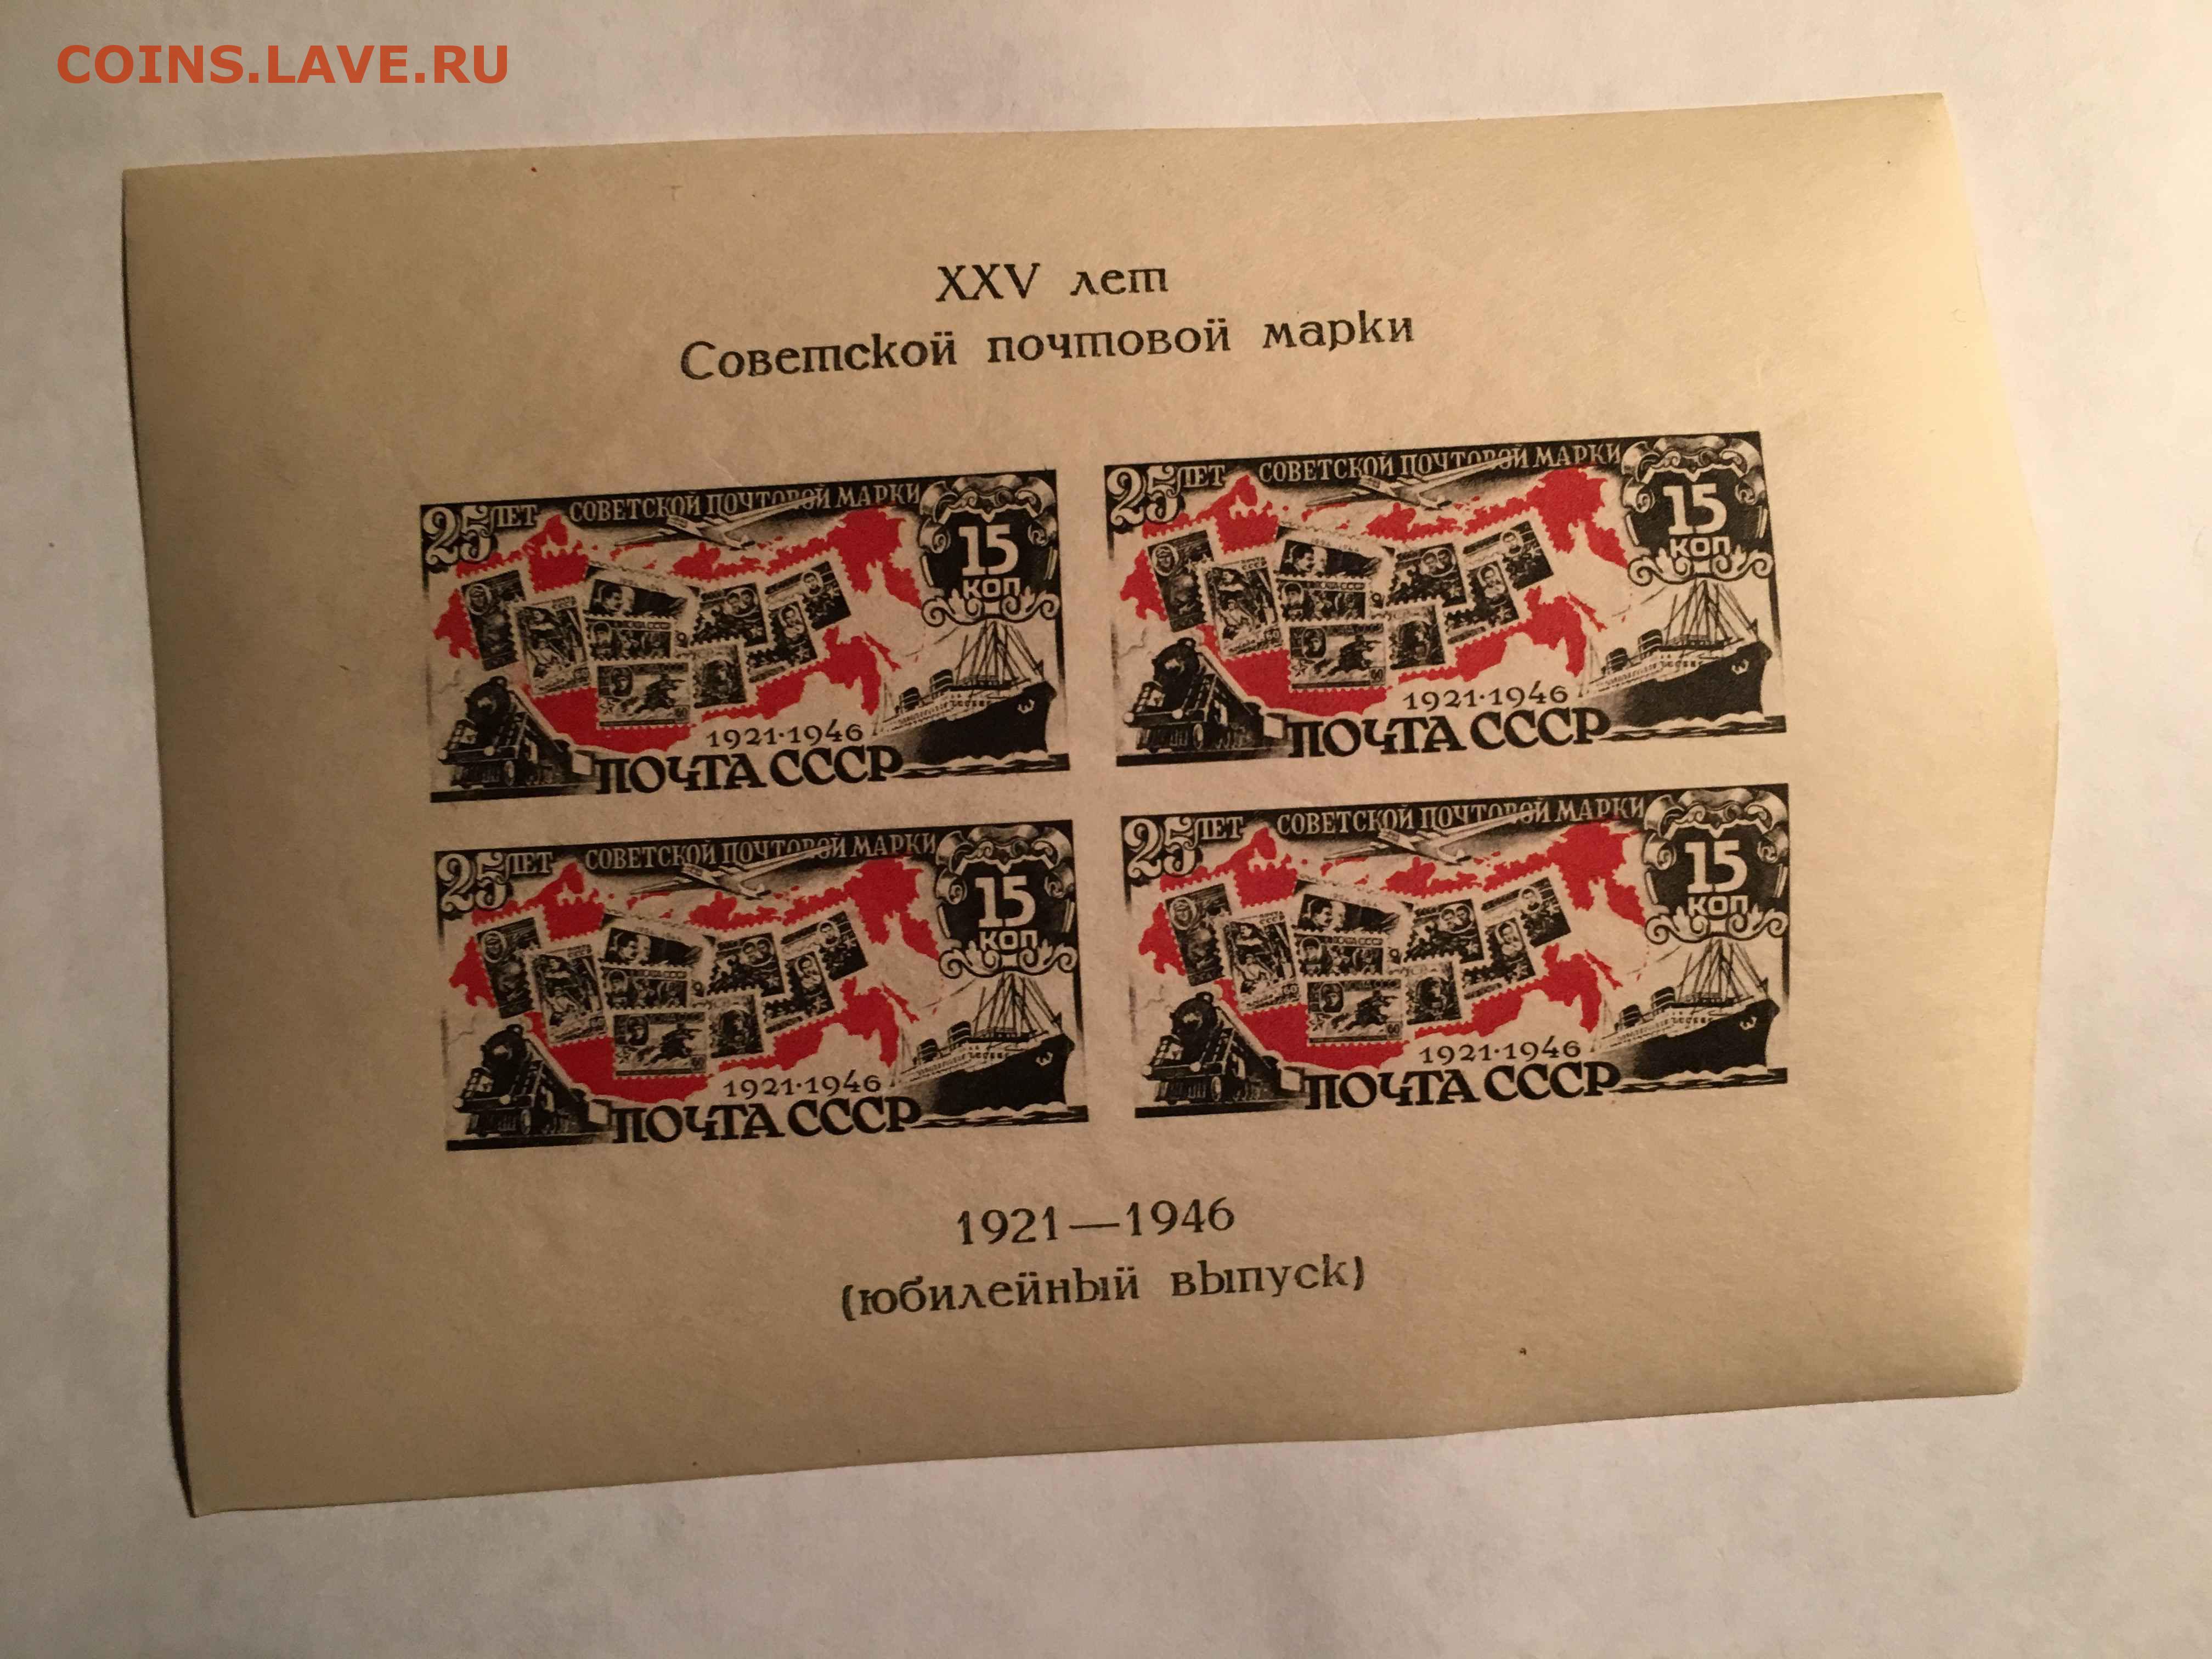 COINS.LAVE.RU
XXV лет
Советской почтовой марки
25 ЛЕТ СОВЕТСКОЙ ПОЧТОВОЙ МАРКИ
15
КОП
1921·1946
ПОЧТА СССР
25 ЛЕТ СОВЕТСКОЙ ПОЧТОВОЙ МАРКИ
15
КОП
1921·1946
ПОЧТА СССР
25 ЛЕТ СОВЕТСКОЙ ПОЧТОВОЙ МАРКИ
15
КОП
1921·1946
ПОЧТА СССР
25 ЛЕТ СОВЕТСКОЙ ПОЧТОВОЙ МАРКИ
15
КОП
1921·1946
ПОЧТА СССР
1921—1946
(юбилейный выпуск)